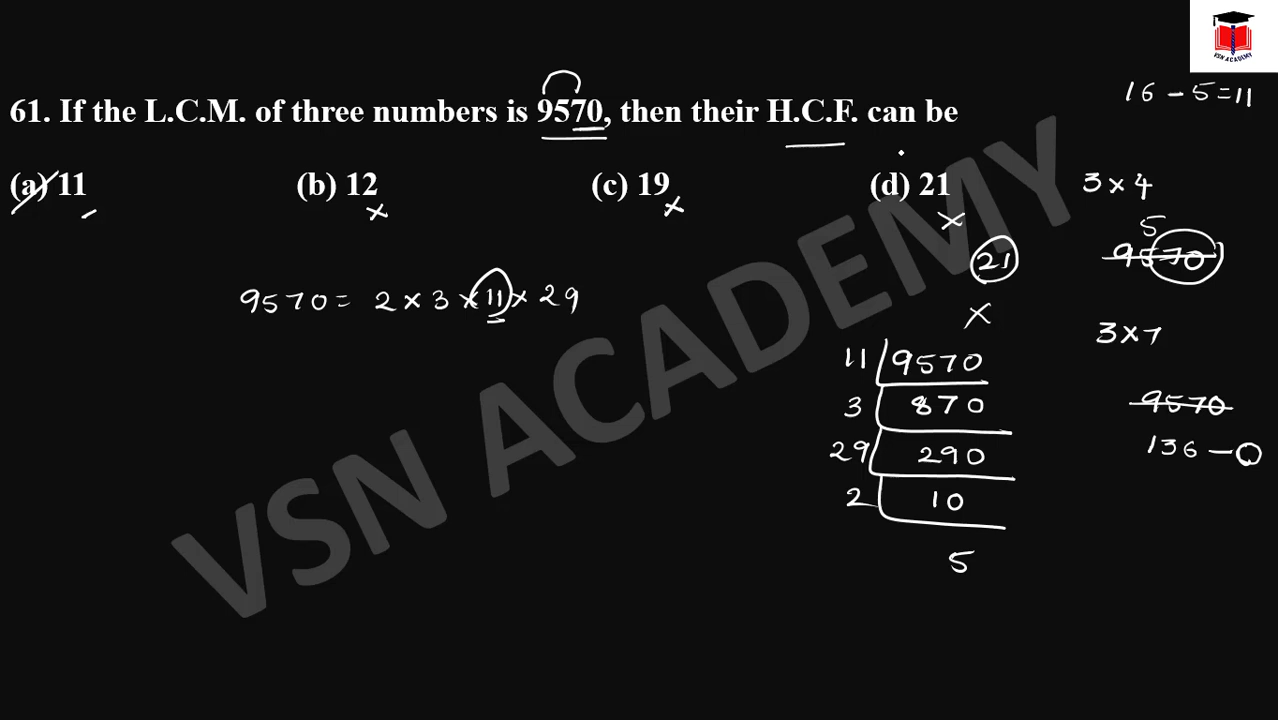 VSN ACADEMY
16 - 5 = 11
61. If the L.C.M. of three numbers is 9570, then their H.C.F. can be
(a) 11 (b) 12 (c) 19 (d) 21
3 × 4
5
9570
21
9570 = 2 × 3 × 11 × 29
×
3 × 7
11 | 9570
3 | 870
9570
29 | 290
136 - 0
2 | 10
5
VSN ACADEMY